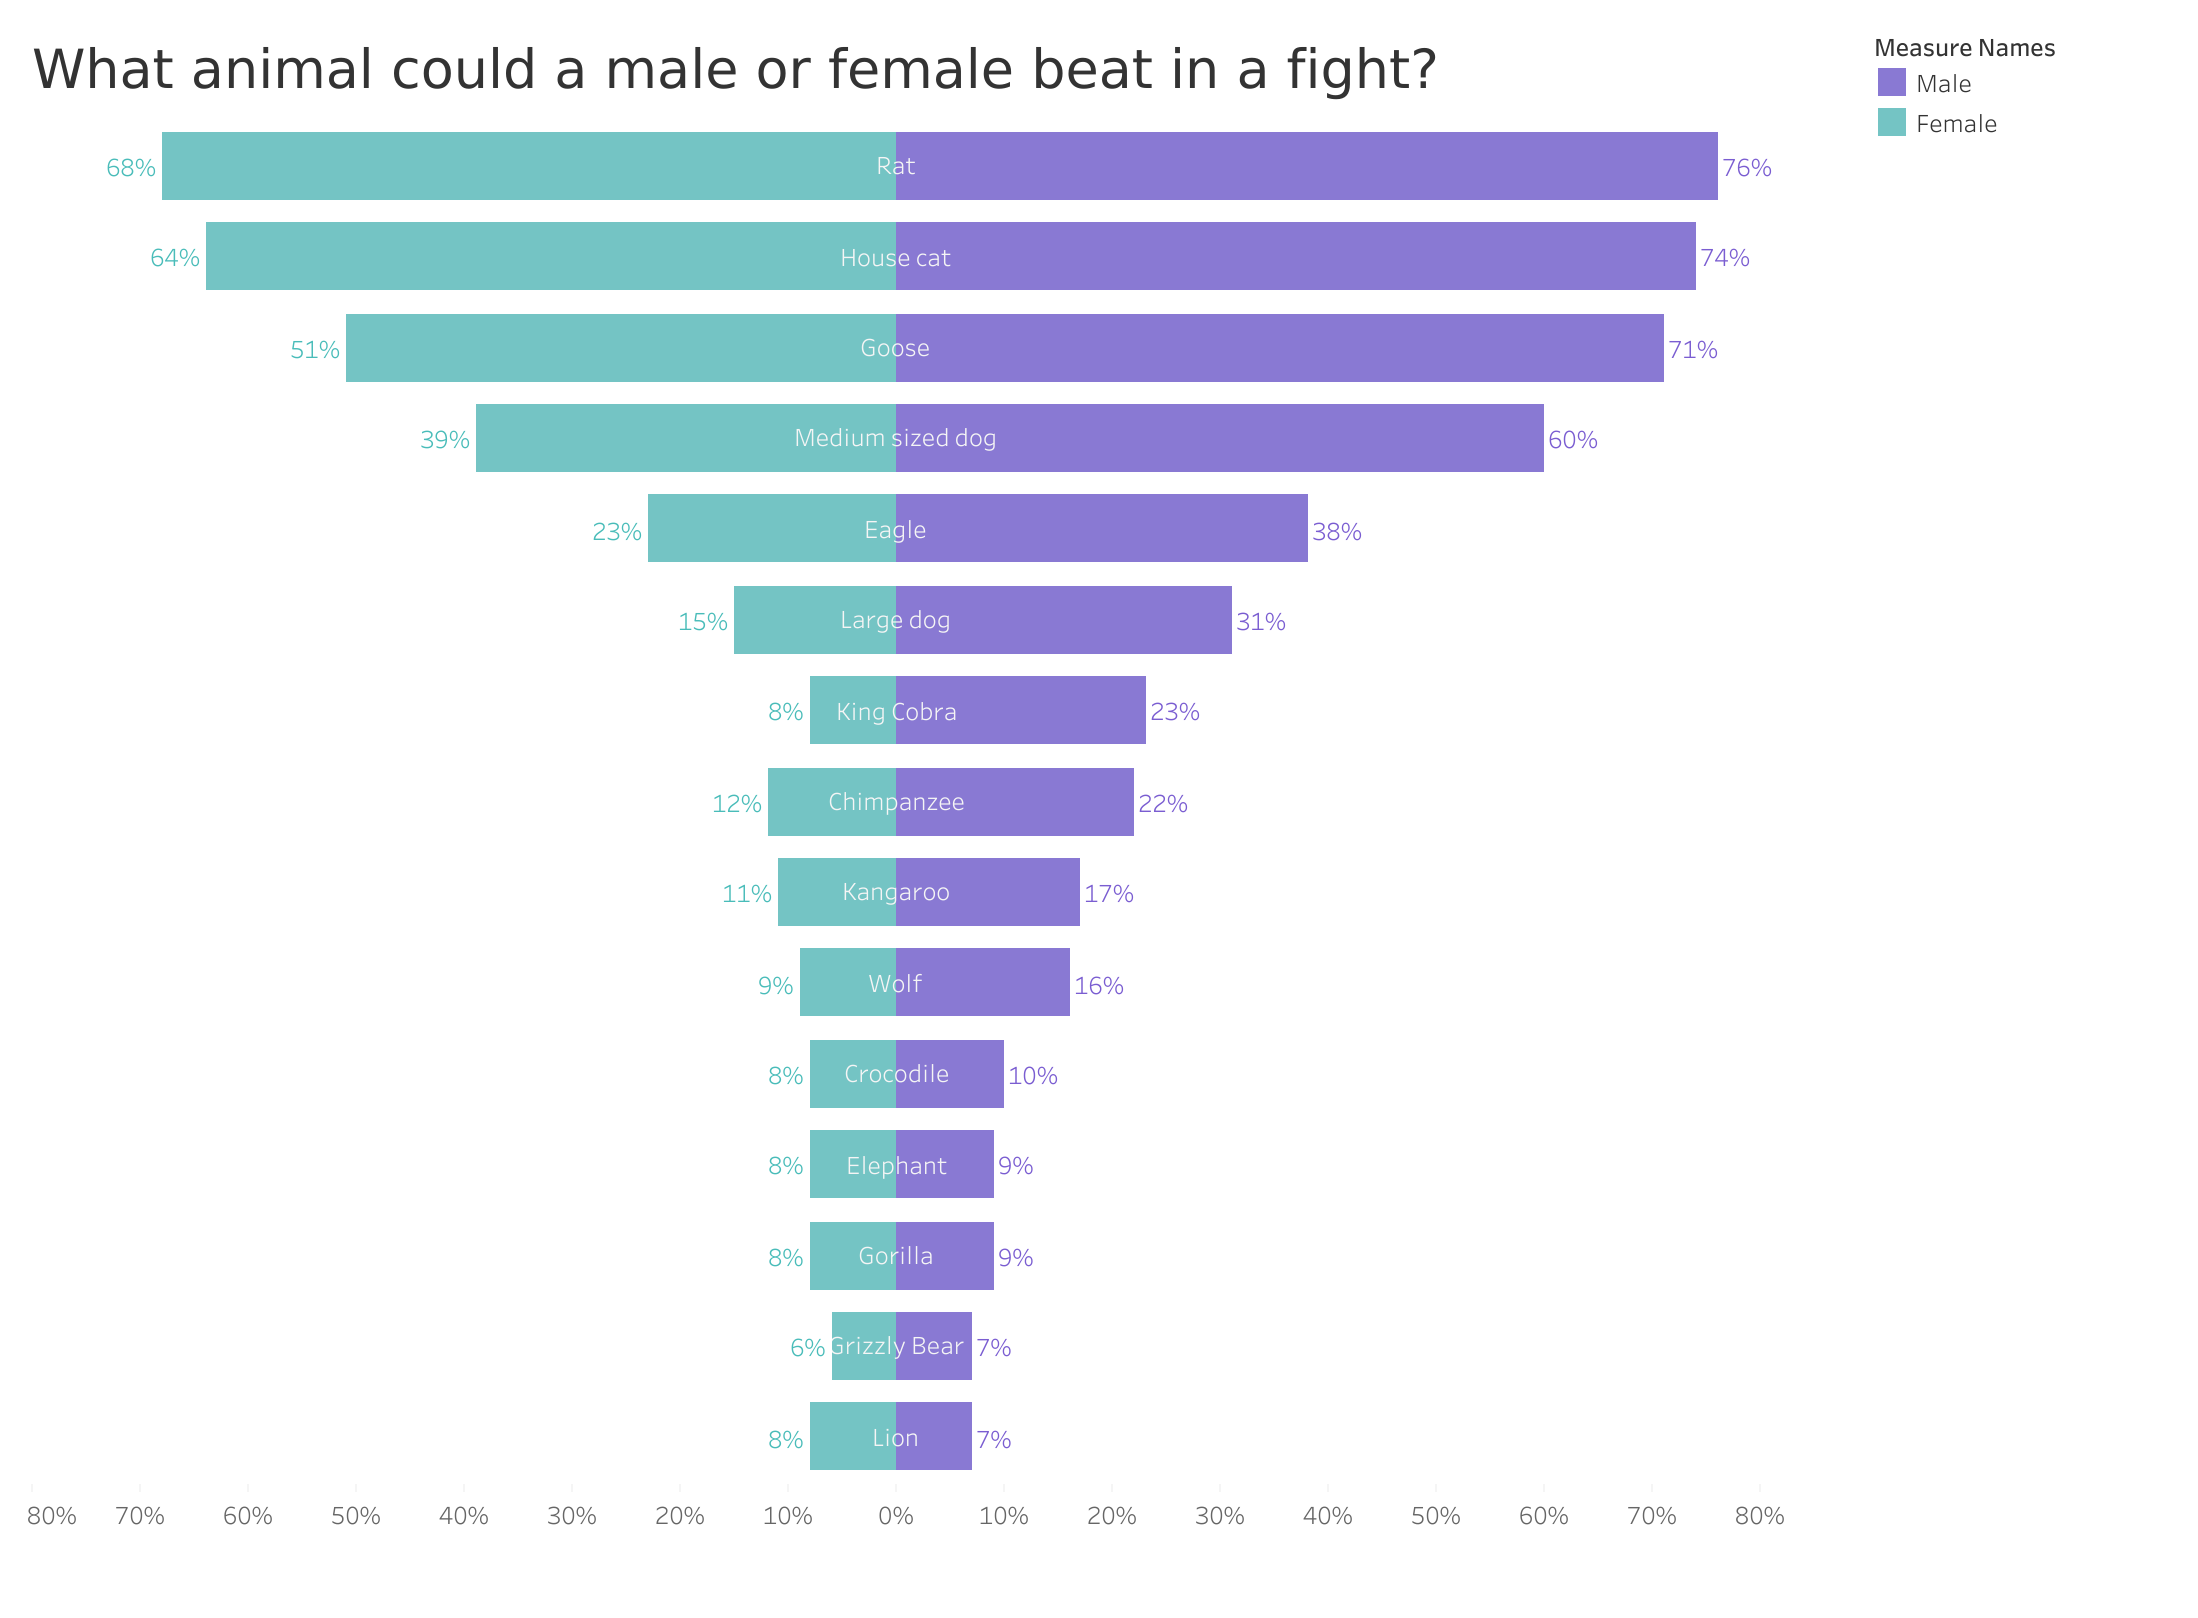 What animal could a male or female beat in a fight?
Measure Names
Male
Female
68% Rat 76%
64% House cat 74%
51% Goose 71%
39% Medium sized dog 60%
23% Eagle 38%
15% Large dog 31%
8% King Cobra 23%
12% Chimpanzee 22%
11% Kangaroo 17%
9% Wolf 16%
8% Crocodile 10%
8% Elephant 9%
8% Gorilla 9%
6% Grizzly Bear 7%
8% Lion 7%
80% 70% 60% 50% 40% 30% 20% 10% 0% 10% 20% 30% 40% 50% 60% 70% 80%